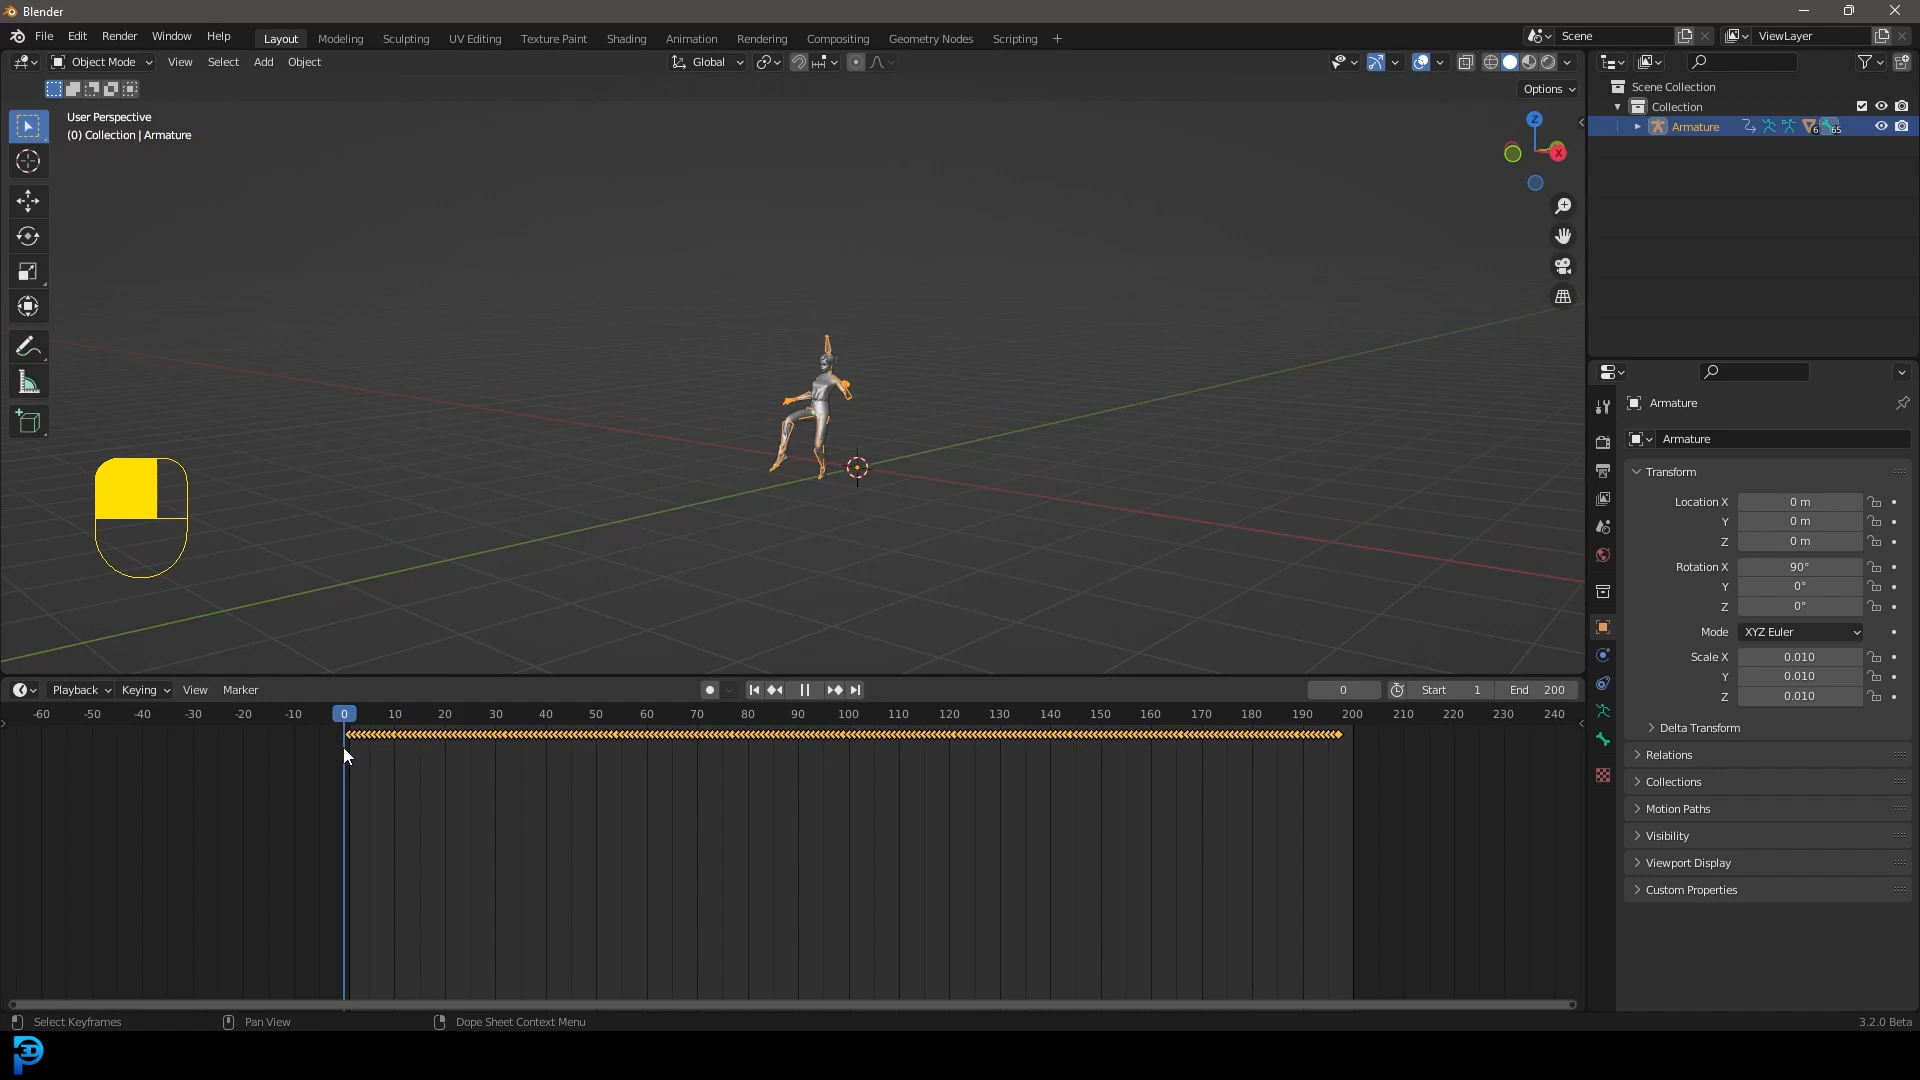 Blender
File Edit Render Window Help Layout Modeling Sculpting UV Editing Texture Paint Shading Animation Rendering Compositing Geometry Nodes Scripting + Scene ViewLayer
Object Mode View Select Add Object Global
Options
User Perspective
(0) Collection | Armature
Z
X
Scene Collection
Collection
Armature 6 65
Armature
Armature
Transform
Location X 0 m
Y 0 m
Z 0 m
Rotation X 90°
Y 0°
Z 0°
Mode XYZ Euler
Scale X 0.010
Y 0.010
Z 0.010
Delta Transform
Relations
Collections
Motion Paths
Visibility
Viewport Display
Custom Properties
Playback Keying View Marker 0 Start 1 End 200
-60 -50 -40 -30 -20 -10 0 10 20 30 40 50 60 70 80 90 100 110 120 130 140 150 160 170 180 190 200 210 220 230 240
Select Keyframes Pan View Dope Sheet Context Menu 3.2.0 Beta
P3D